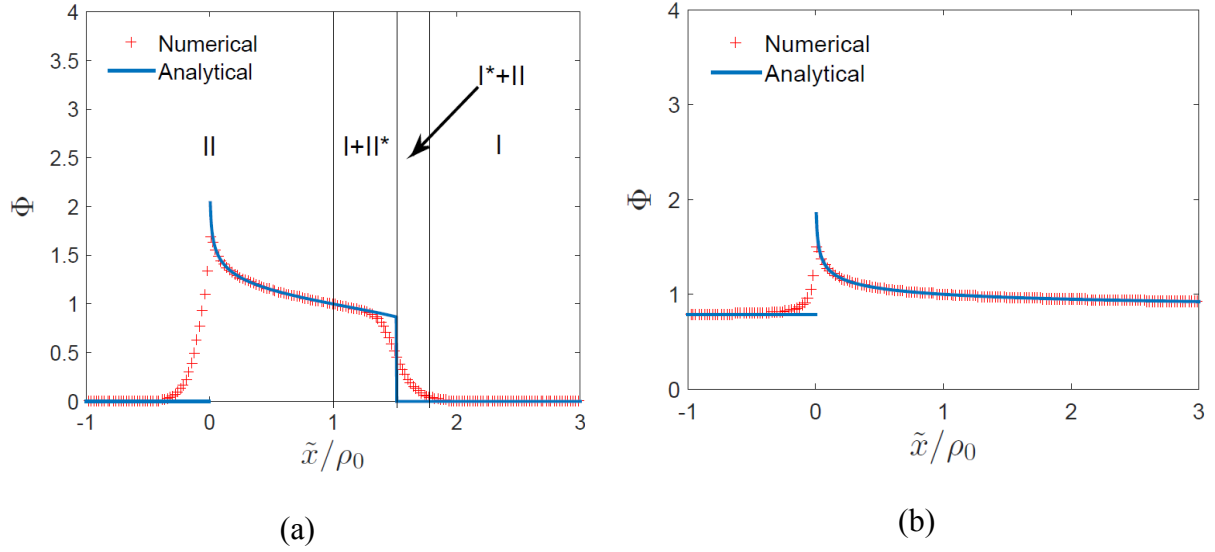 4
3.5
3
2.5
2
1.5
1
0.5
0
Φ
+ Numerical
Analytical
I*+II
II
I+II*
I
-1
0
1
2
3
x̃/ρ₀
(a)
4
3
2
1
0
Φ
+ Numerical
Analytical
-1
0
1
2
3
x̃/ρ₀
(b)